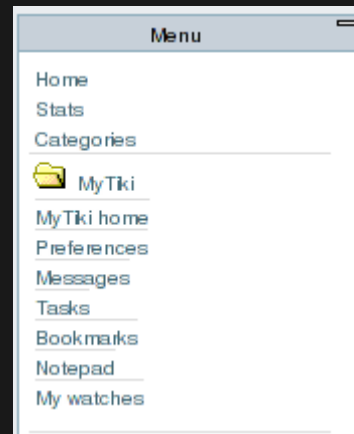 Menu
Home
Stats
Categories
MyTiki
MyTiki home
Preferences
Messages
Tasks
Bookmarks
Notepad
My watches